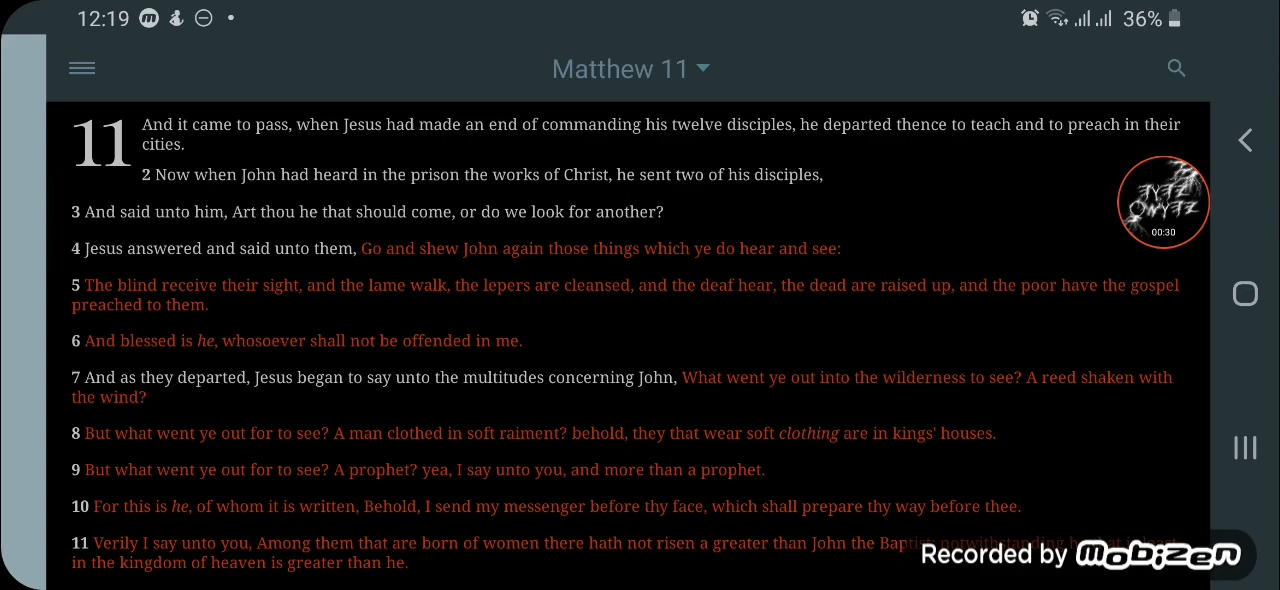 12:19
36%
Matthew 11
11 And it came to pass, when Jesus had made an end of commanding his twelve disciples, he departed thence to teach and to preach in their
cities.
2 Now when John had heard in the prison the works of Christ, he sent two of his disciples,
3 And said unto him, Art thou he that should come, or do we look for another?
4 Jesus answered and said unto them, Go and shew John again those things which ye do hear and see:
5 The blind receive their sight, and the lame walk, the lepers are cleansed, and the deaf hear, the dead are raised up, and the poor have the gospel
preached to them.
6 And blessed is he, whosoever shall not be offended in me.
7 And as they departed, Jesus began to say unto the multitudes concerning John, What went ye out into the wilderness to see? A reed shaken with
the wind?
8 But what went ye out for to see? A man clothed in soft raiment? behold, they that wear soft clothing are in kings' houses.
9 But what went ye out for to see? A prophet? yea, I say unto you, and more than a prophet.
10 For this is he, of whom it is written, Behold, I send my messenger before thy face, which shall prepare thy way before thee.
11 Verily I say unto you, Among them that are born of women there hath not risen a greater than John the Baptist: notwithstanding
in the kingdom of heaven is greater than he.
00:30
Recorded by Mobizen